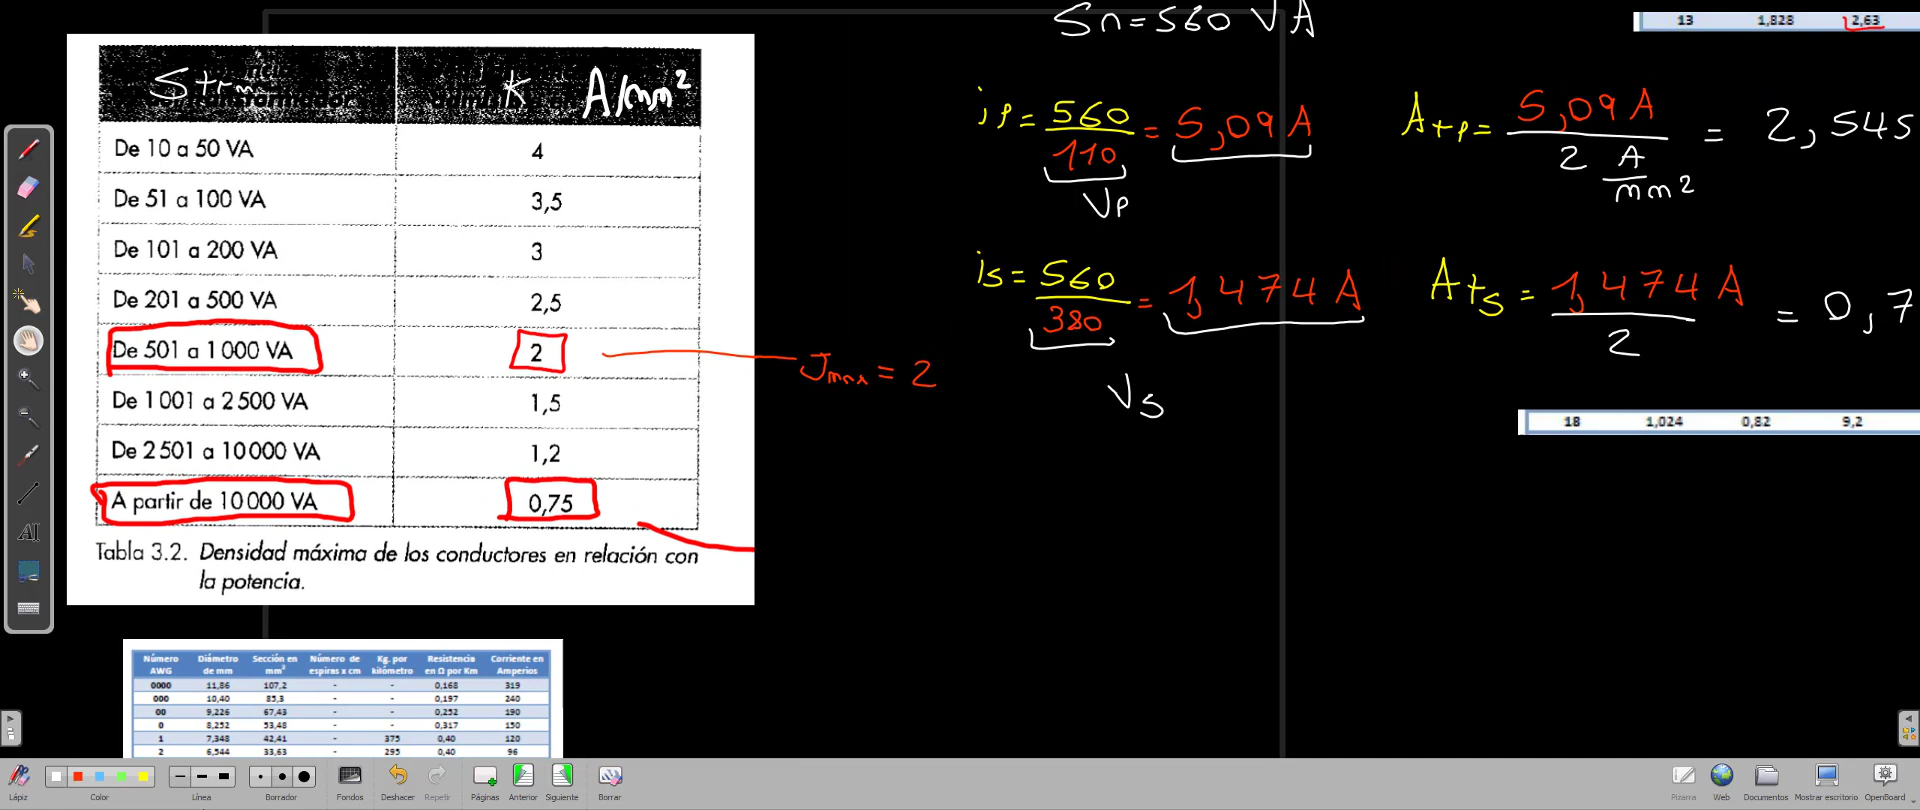 Sn = 560 VA
13 1,828 2,63
S trm K A/mm²
De 10 a 50 VA 4
De 51 a 100 VA 3,5
De 101 a 200 VA 3
De 201 a 500 VA 2,5
De 501 a 1 000 VA 2
De 1 001 a 2 500 VA 1,5
De 2 501 a 10 000 VA 1,2
A partir de 10 000 VA 0,75
Tabla 3.2. Densidad máxima de los conductores en relación con
la potencia.
Jmax = 2
ip = 560 / 110 = 5,09 A
Vp
Atp = 5,09 A / 2 A/mm² = 2,545
is = 560 / 380 = 1,474 A
Vs
Ats = 1,474 A / 2 = 0,7
18 1,024 0,82 9,2
Número Diámetro Sección en Número de Kg. por Resistencia Corriente en
AWG de mm mm² espiras x cm kilómetro en Ω por Km Amperios
0000 11,86 107,2 - - 0,168 319
000 10,40 85,3 - - 0,197 240
00 9,226 67,43 - - 0,252 190
0 8,252 53,48 - - 0,317 150
1 7,348 42,41 - 375 0,40 120
2 6,544 33,63 - 295 0,40 96
Lápiz Color Línea Borrador Fondos Deshacer Repetir Páginas Anterior Siguiente Borrar Pizarra Web Documentos Mostrar escritorio OpenBoard